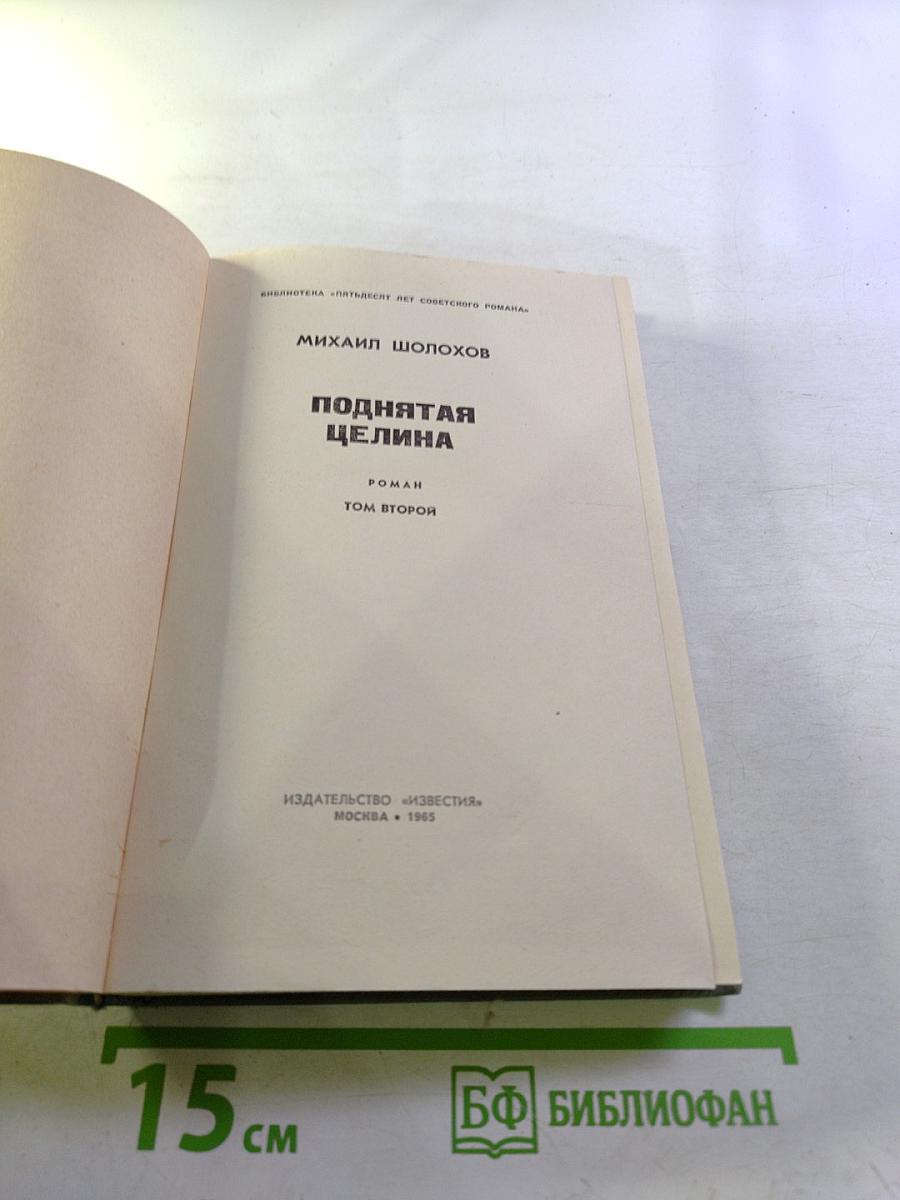 БИБЛИОТЕКА «ПЯТЬДЕСЯТ ЛЕТ СОВЕТСКОГО РОМАНА»
МИХАИЛ ШОЛОХОВ
ПОДНЯТАЯ
ЦЕЛИНА
РОМАН
ТОМ ВТОРОЙ
ИЗДАТЕЛЬСТВО «ИЗВЕСТИЯ»
МОСКВА • 1965
15 см
БФ БИБЛИОФАН